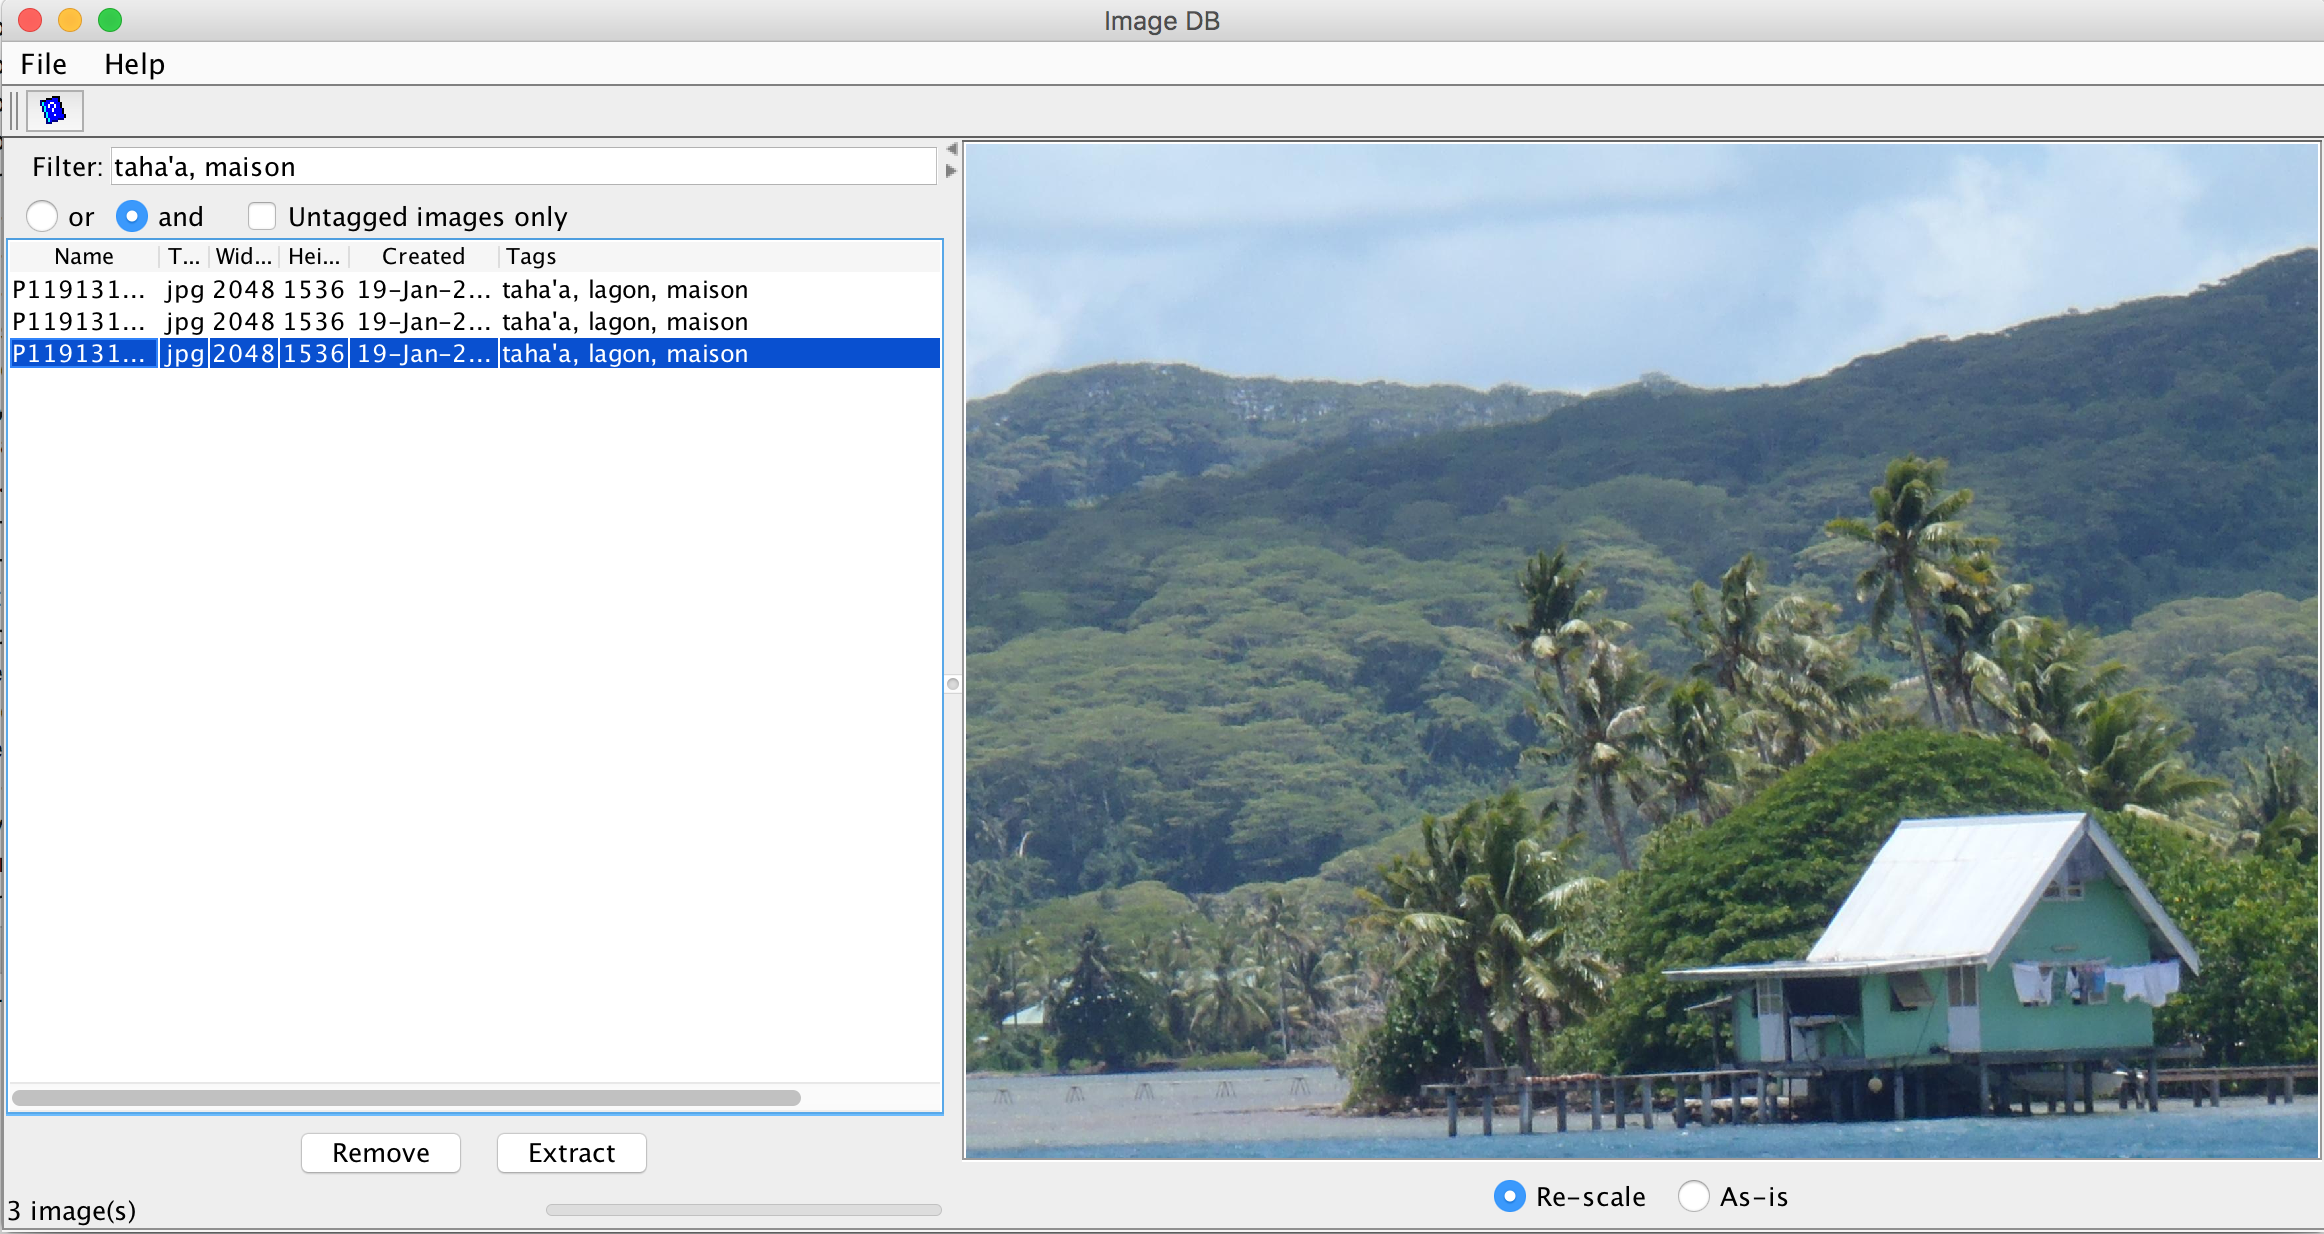 Image DB
File Help
Filter: taha'a, maison
or and Untagged images only
Name T... Wid... Hei... Created Tags
P119131... jpg 2048 1536 19-Jan-2... taha'a, lagon, maison
P119131... jpg 2048 1536 19-Jan-2... taha'a, lagon, maison
P119131... jpg 2048 1536 19-Jan-2... taha'a, lagon, maison
Remove Extract
Re-scale As-is
3 image(s)